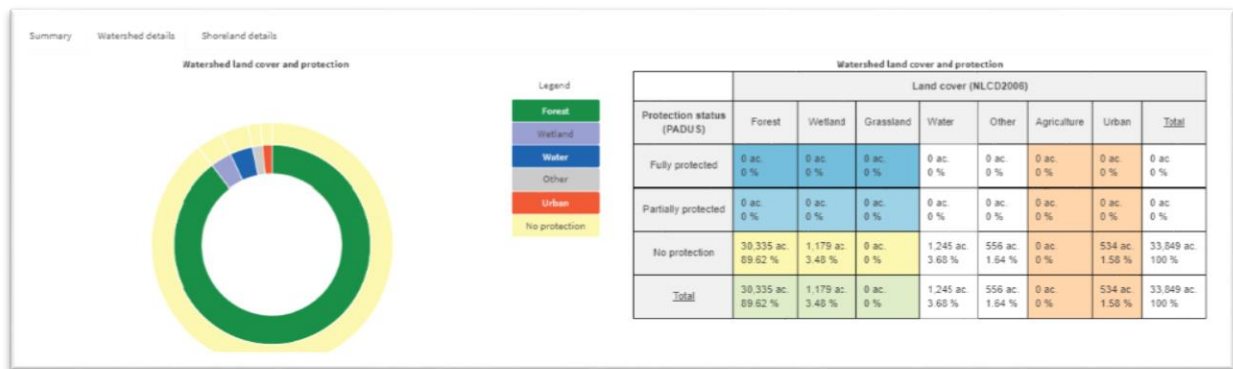 Summary Watershed details Shoreland details
Watershed land cover and protection
Legend
Forest
Wetland
Water
Other
Urban
No protection
Watershed land cover and protection
Land cover (NLCD2006)
Protection status (PADUS) Forest Wetland Grassland Water Other Agriculture Urban Total
Fully protected 0 ac. 0 ac. 0 ac. 0 ac. 0 ac. 0 ac. 0 ac. 0 ac.
0 % 0 % 0 % 0 % 0 % 0 % 0 % 0 %
Partially protected 0 ac. 0 ac. 0 ac. 0 ac. 0 ac. 0 ac. 0 ac. 0 ac.
0 % 0 % 0 % 0 % 0 % 0 % 0 % 0 %
No protection 30,335 ac. 1,179 ac. 0 ac. 1,245 ac. 556 ac. 0 ac. 534 ac. 33,849 ac.
89.62 % 3.48 % 0 % 3.68 % 1.64 % 0 % 1.58 % 100 %
Total 30,335 ac. 1,179 ac. 0 ac. 1,245 ac. 556 ac. 0 ac. 534 ac. 33,849 ac.
89.62 % 3.48 % 0 % 3.68 % 1.64 % 0 % 1.58 % 100 %